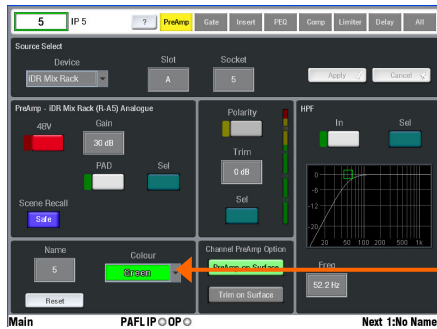 5 IP 5 ? PreAmp Gate Insert PEQ Comp Limiter Delay All
Source Select
Device Slot Socket
iDR Mix Rack A 5 Apply Cancel
PreAmp - iDR Mix Rack (R-A5) Analogue
48V Gain
30 dB
PAD Sel
Scene Recall
Safe
Polarity
Trim
0 dB
Sel
HPF
In Sel
0
-6
-12
-20
20 50 100 200 500 1k
Freq
52.2 Hz
Name Colour
5 Green
Reset
Channel PreAmp Option
PreAmp on Surface
Trim on Surface
Main PAFL IP OP Next 1:No Name